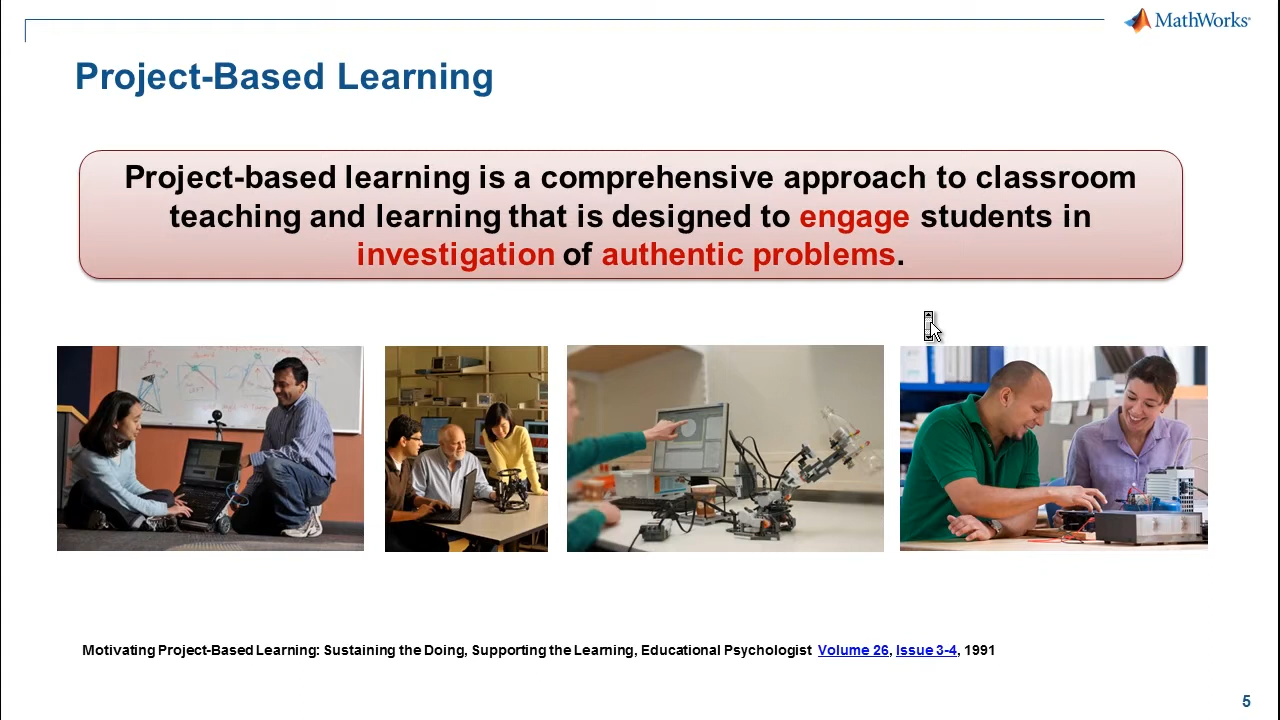 MathWorks®
Project-Based Learning
Project-based learning is a comprehensive approach to classroom
teaching and learning that is designed to engage students in
investigation of authentic problems.
Motivating Project-Based Learning: Sustaining the Doing, Supporting the Learning, Educational Psychologist Volume 26, Issue 3-4, 1991
5